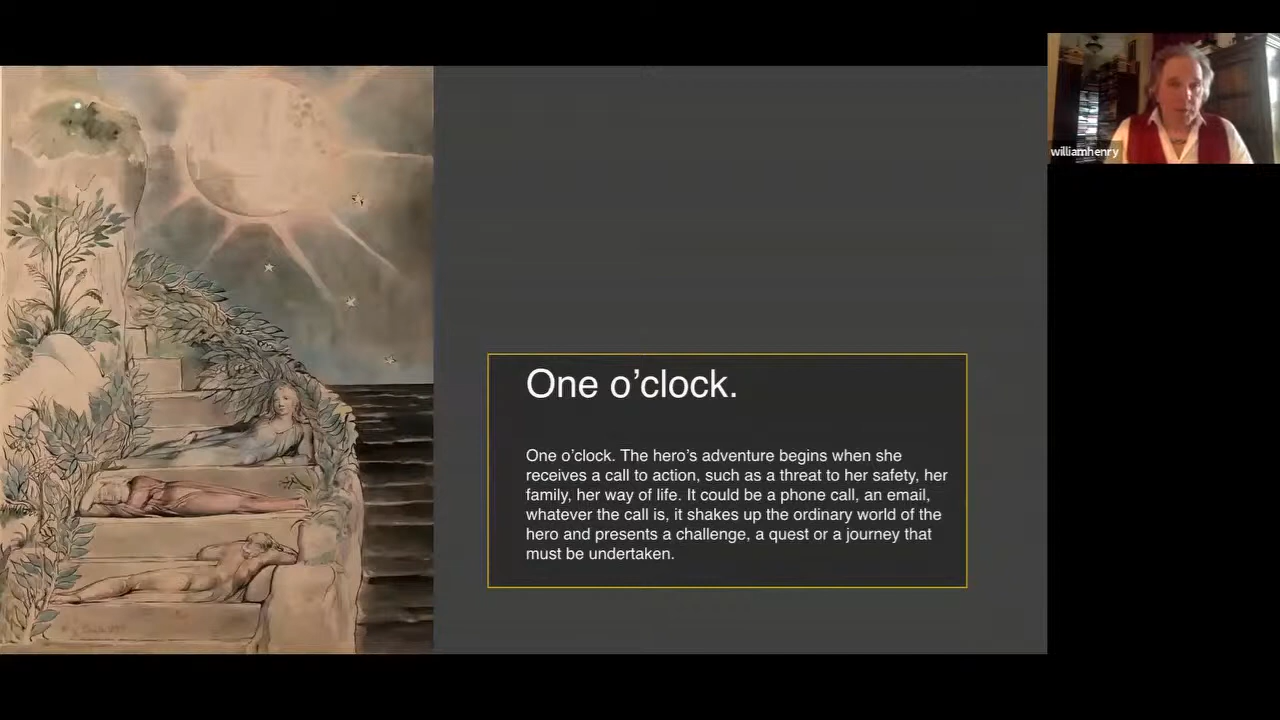 williamhenry
One o’clock.
One o’clock. The hero’s adventure begins when she
receives a call to action, such as a threat to her safety, her
family, her way of life. It could be a phone call, an email,
whatever the call is, it shakes up the ordinary world of the
hero and presents a challenge, a quest or a journey that
must be undertaken.